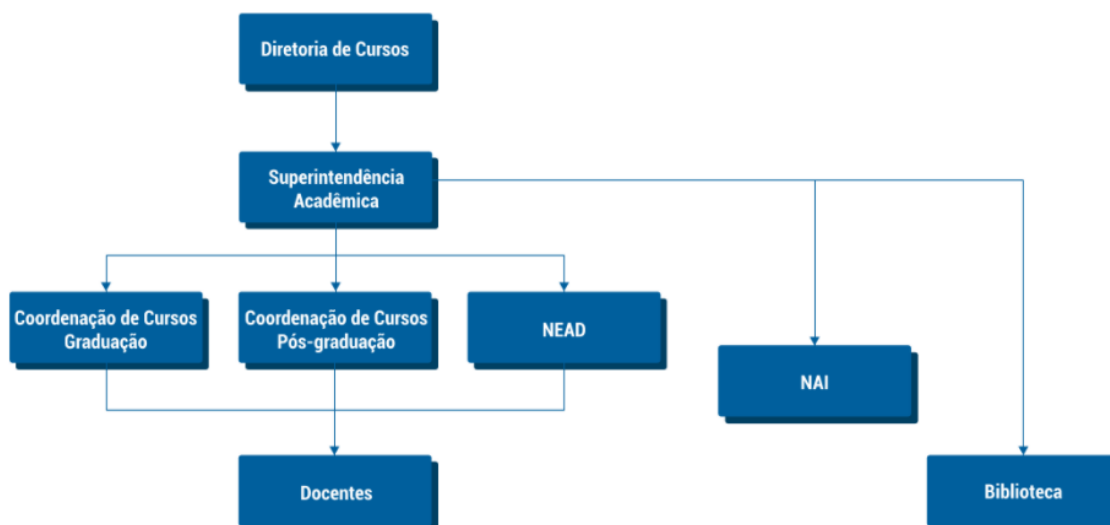 Diretoria de Cursos
Superintendência
Acadêmica
Coordenação de Cursos
Graduação
Coordenação de Cursos
Pós-graduação
NEAD
NAI
Docentes
Biblioteca